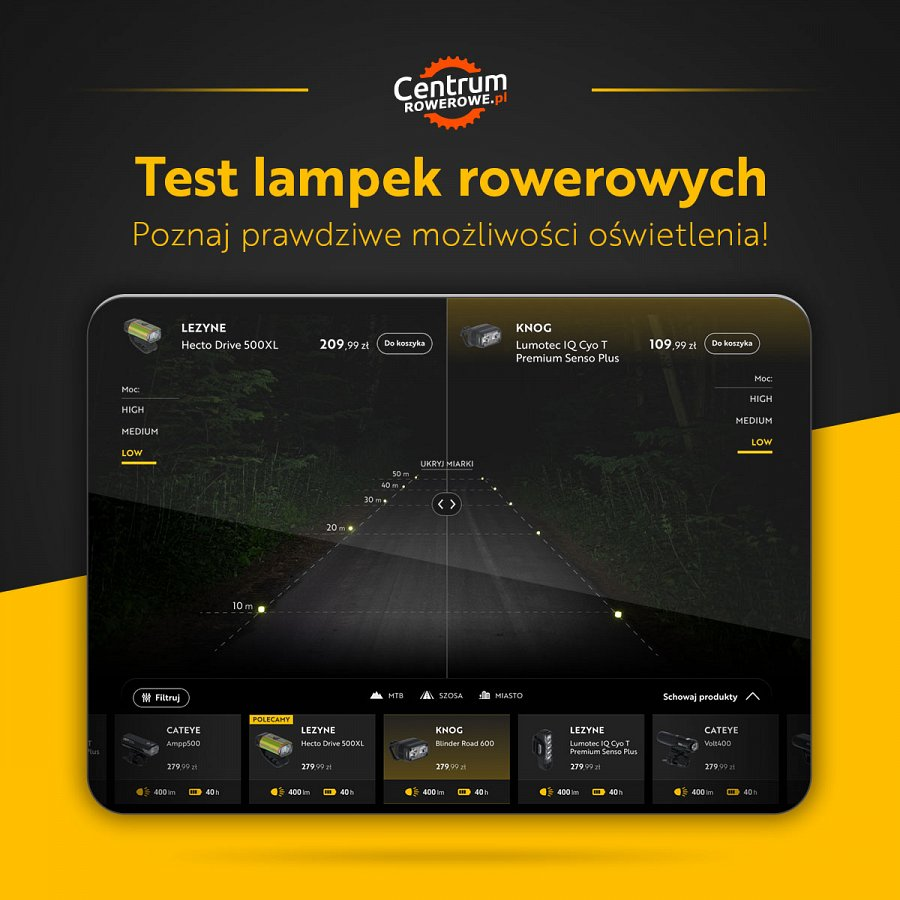 Centrum
ROWEROWE.pl
Test lampek rowerowych
Poznaj prawdziwe możliwości oświetlenia!
LEZYNE
Hecto Drive 500XL
209,99 zł
Do koszyka
KNOG
Lumotec IQ Cyo T
Premium Senso Plus
109,99 zł
Do koszyka
Moc:
HIGH
MEDIUM
LOW
Moc:
HIGH
MEDIUM
LOW
UKRYJ MIARKI
50 m
40 m
30 m
20 m
10 m
Filtruj
MTB
SZOSA
MIASTO
Schowaj produkty
Plus
CATEYE
Ampp500
279,99 zł
400 lm
40 h
POLECAMY
LEZYNE
Hecto Drive 500XL
279,99 zł
400 lm
40 h
KNOG
Blinder Road 600
279,99 zł
400 lm
40 h
LEZYNE
Lumotec IQ Cyo T
Premium Senso Plus
279,99 zł
400 lm
40 h
CATEYE
Volt400
279,99 zł
400 lm
40 h